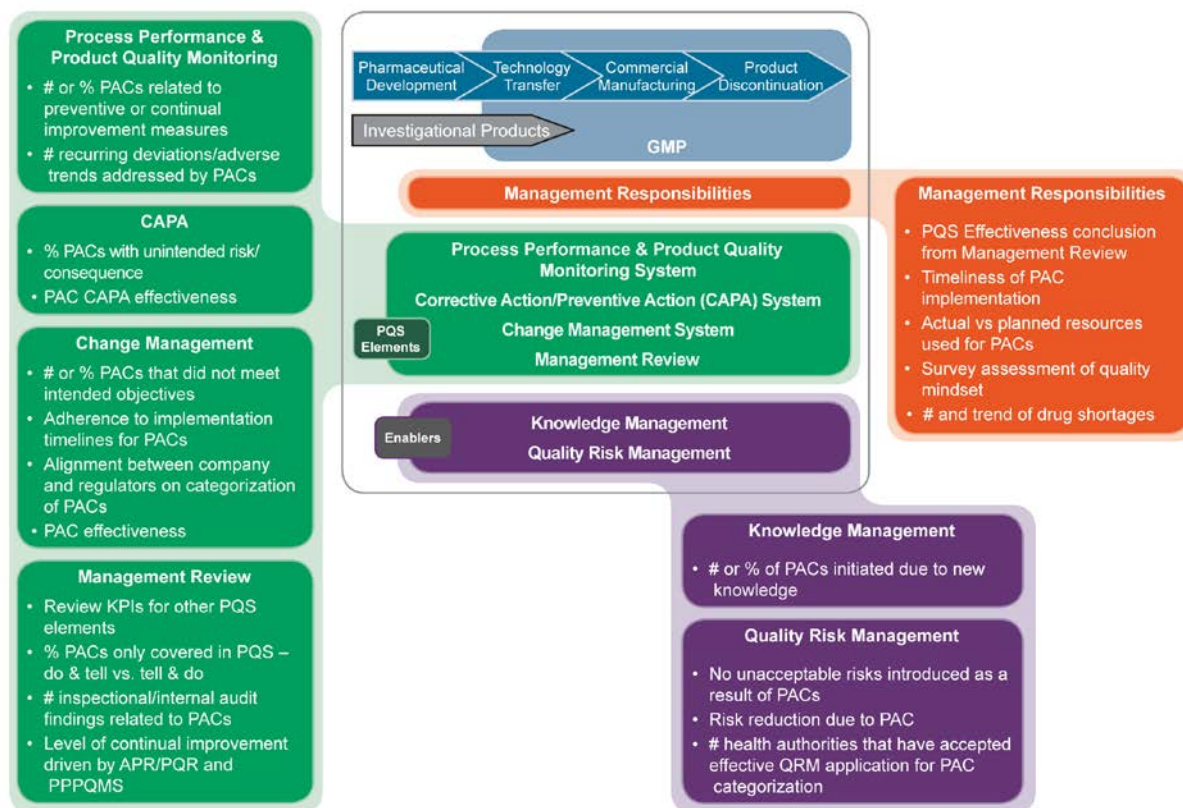 Process Performance &
Product Quality Monitoring
• # or % PACs related to
preventive or continual
improvement measures
• # recurring deviations/adverse
trends addressed by PACs
CAPA
• % PACs with unintended risk/
consequence
• PAC CAPA effectiveness
Change Management
• # or % PACs that did not meet
intended objectives
• Adherence to implementation
timelines for PACs
• Alignment between company
and regulators on categorization
of PACs
• PAC effectiveness
Management Review
• Review KPIs for other PQS
elements
• % PACs only covered in PQS –
do & tell vs. tell & do
• # inspectional/internal audit
findings related to PACs
• Level of continual improvement
driven by APR/PQR and
PPPQMS
Pharmaceutical
Development
Technology
Transfer
Commercial
Manufacturing
Product
Discontinuation
Investigational Products
GMP
Management Responsibilities
Process Performance & Product Quality
Monitoring System
Corrective Action/Preventive Action (CAPA) System
Change Management System
Management Review
PQS
Elements
Enablers
Knowledge Management
Quality Risk Management
Management Responsibilities
• PQS Effectiveness conclusion
from Management Review
• Timeliness of PAC
implementation
• Actual vs planned resources
used for PACs
• Survey assessment of quality
mindset
• # and trend of drug shortages
Knowledge Management
• # or % of PACs initiated due to new
knowledge
Quality Risk Management
• No unacceptable risks introduced as a
result of PACs
• Risk reduction due to PAC
• # health authorities that have accepted
effective QRM application for PAC
categorization